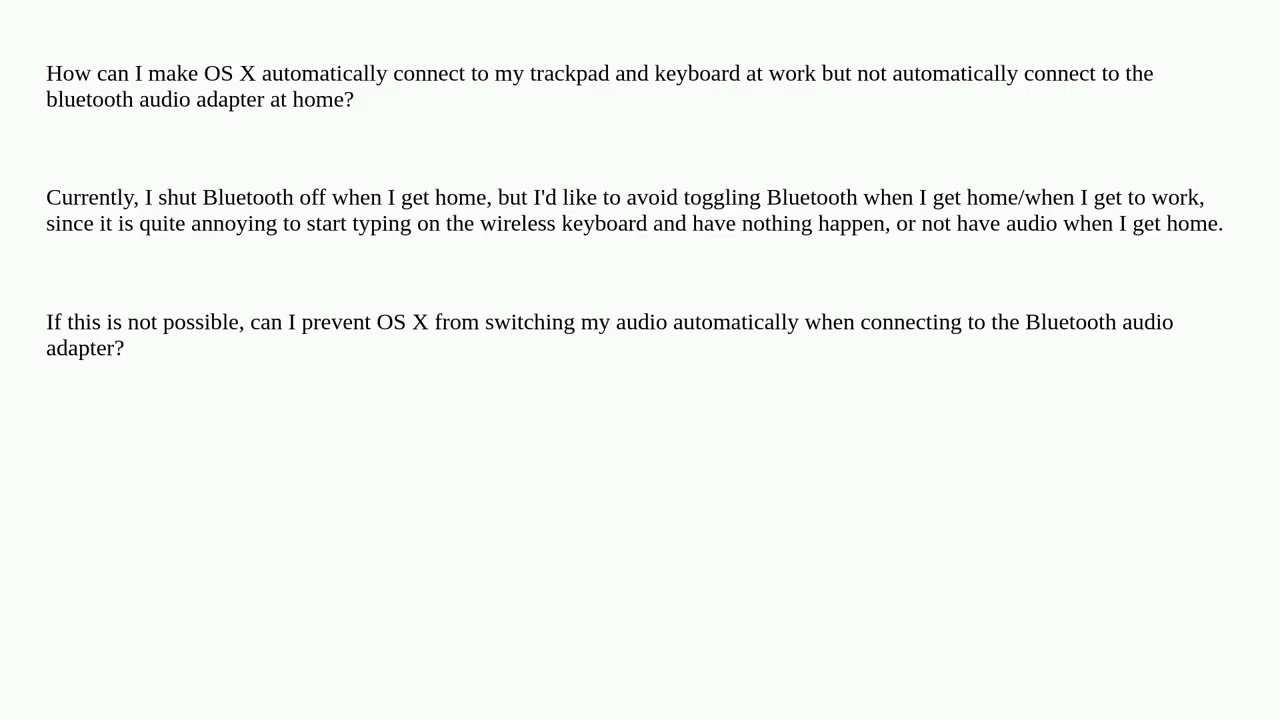 How can I make OS X automatically connect to my trackpad and keyboard at work but not automatically connect to the
bluetooth audio adapter at home?
Currently, I shut Bluetooth off when I get home, but I'd like to avoid toggling Bluetooth when I get home/when I get to work,
since it is quite annoying to start typing on the wireless keyboard and have nothing happen, or not have audio when I get home.
If this is not possible, can I prevent OS X from switching my audio automatically when connecting to the Bluetooth audio
adapter?